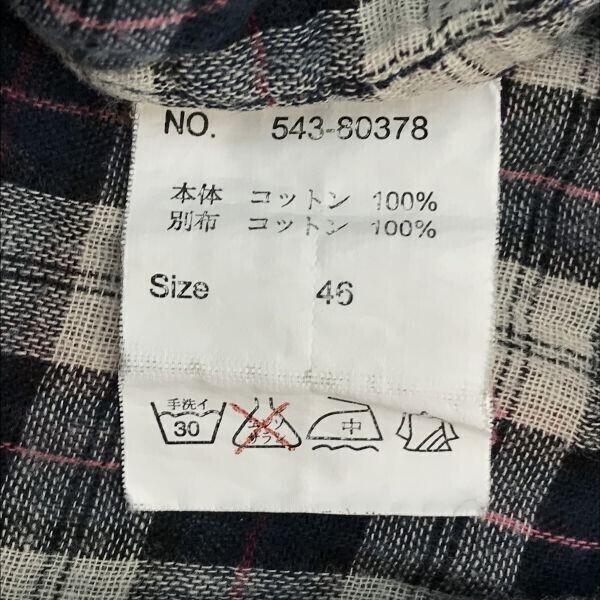 NO. 543-80378
本体 コットン 100%
別布 コットン 100%
Size 46
手洗イ
30
中